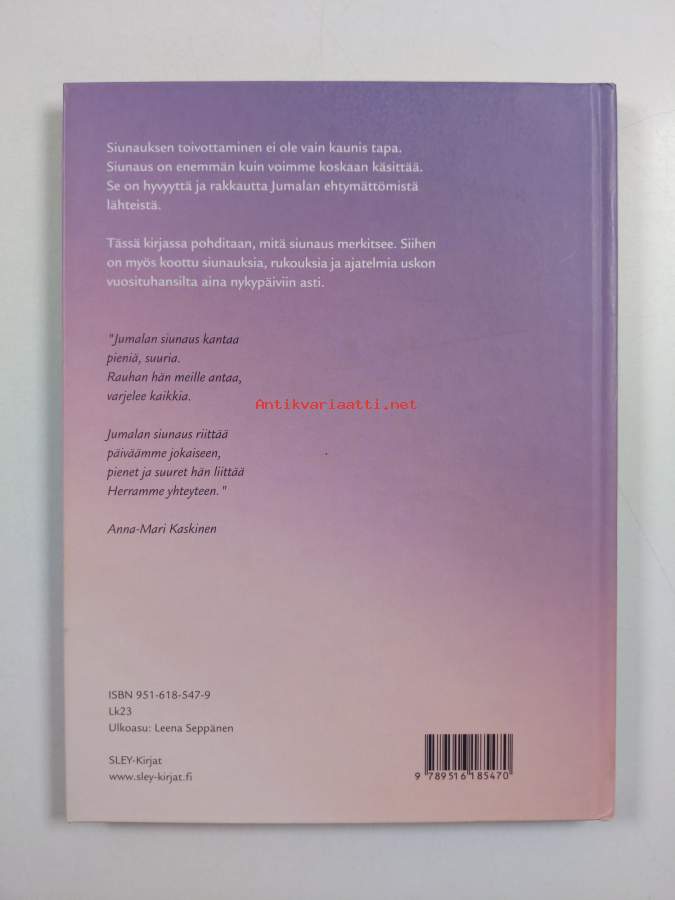 Siunauksen toivottaminen ei ole vain kaunis tapa.
Siunaus on enemmän kuin voimme koskaan käsittää.
Se on hyvyyttä ja rakkautta Jumalan ehtymättömistä
lähteistä.
Tässä kirjassa pohditaan, mitä siunaus merkitsee. Siihen
on myös koottu siunauksia, rukouksia ja ajatelmia uskon
vuosituhansilta aina nykypäiviin asti.
"Jumalan siunaus kantaa
pieniä, suuria.
Rauhan hän meille antaa,
varjelee kaikkia.
Antikvariaatti.net
Jumalan siunaus riittää
päiväämme jokaiseen,
pienet ja suuret hän liittää
Herramme yhteyteen."
Anna-Mari Kaskinen
ISBN 951-618-547-9
Lk23
Ulkoasu: Leena Seppänen
SLEY-Kirjat
www.sley-kirjat.fi
9 789516 185470